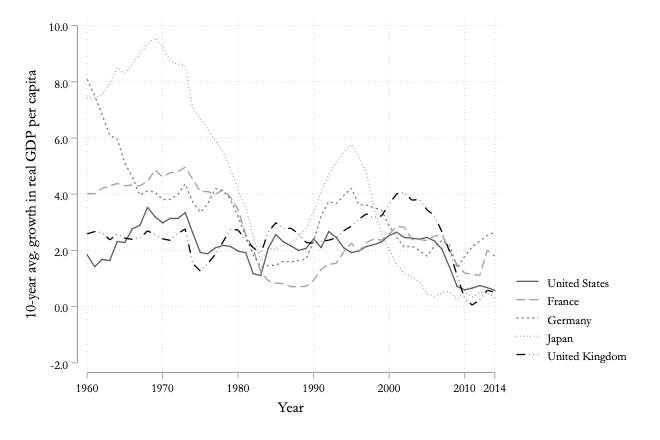 10-year avg. growth in real GDP per capita
10.0
8.0
6.0
4.0
2.0
0.0
-2.0
1960 1970 1980 1990 2000 2010 2014
Year
United States
France
Germany
Japan
United Kingdom